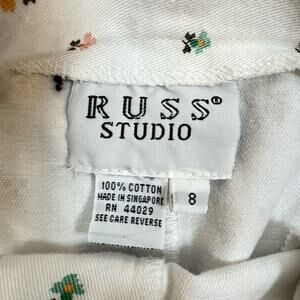 RUSS®
STUDIO
100% COTTON
MADE IN SINGAPORE
RN 44029
SEE CARE REVERSE
8